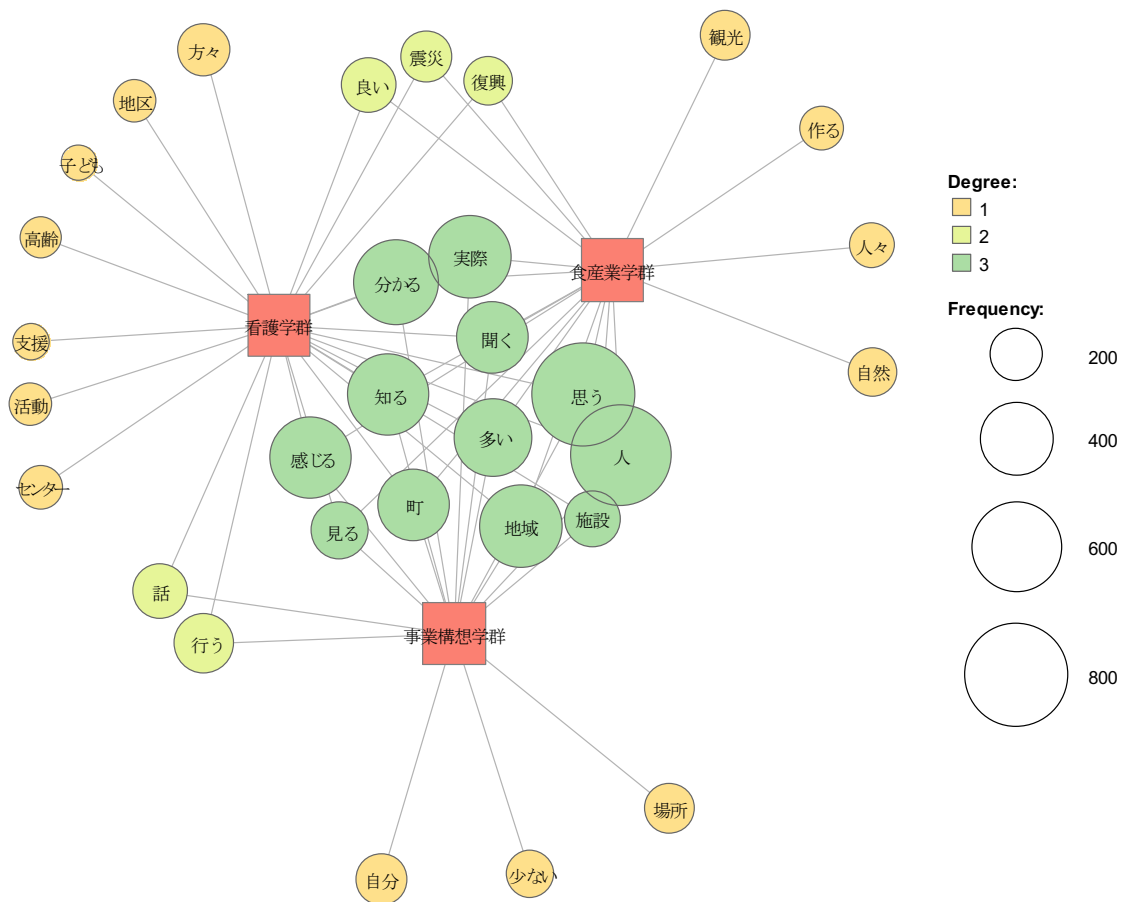 方々
震災
観光
良い
復興
地区
作る
子ども
Degree:
1
2
3
高齢
実際
人々
分かる
食産業学群
Frequency:
200
看護学群
聞く
支援
自然
知る
思う
活動
多い
400
人
感じる
センター
町
施設
地域
見る
600
話
事業構想学群
行う
800
場所
自分
少ない